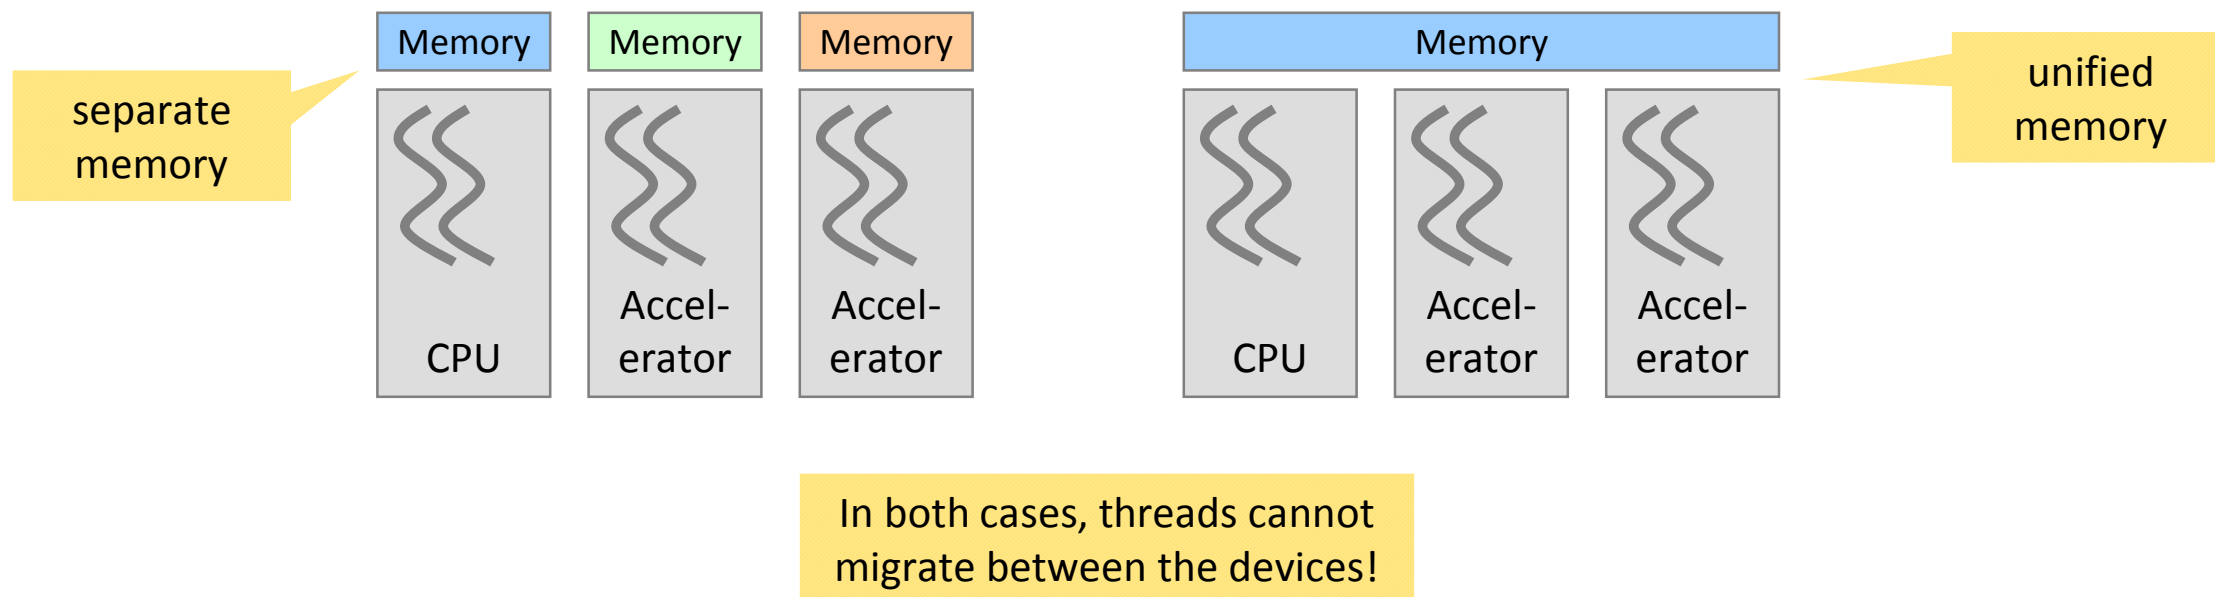 Memory
Memory
Memory
Memory
separate
memory
unified
memory
CPU
Accel-
erator
Accel-
erator
CPU
Accel-
erator
Accel-
erator
In both cases, threads cannot
migrate between the devices!